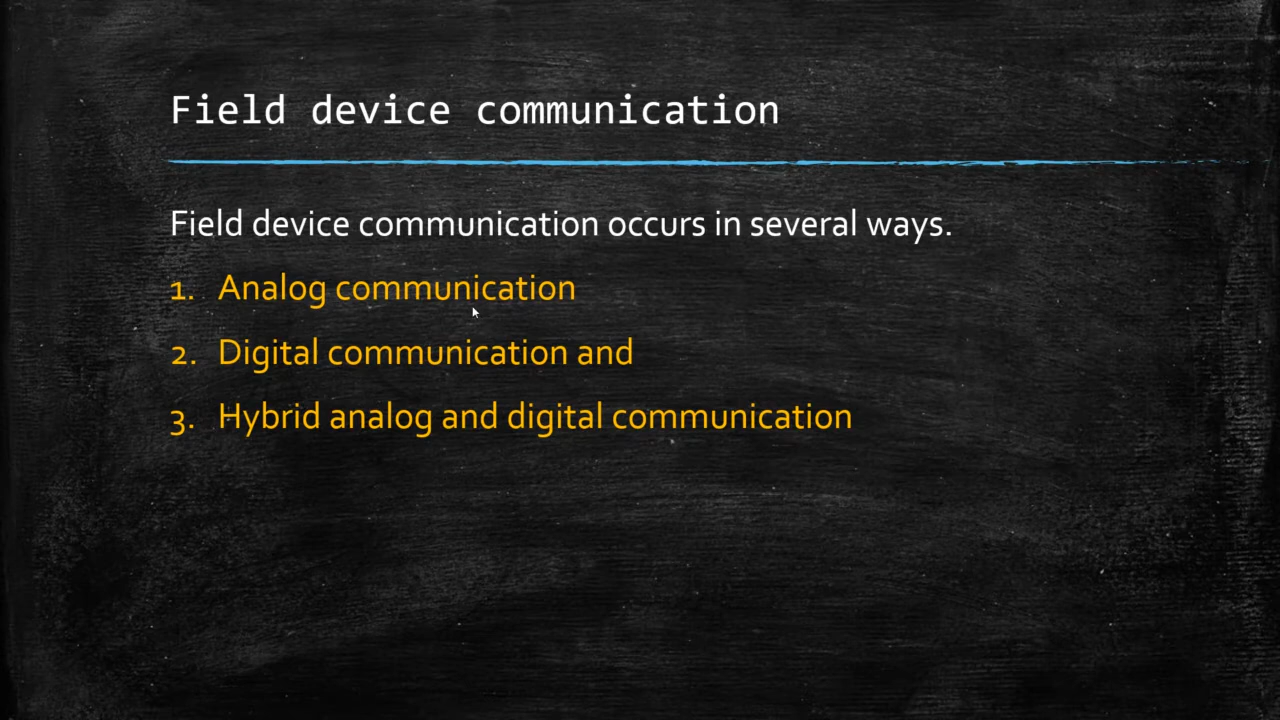 Field device communication
Field device communication occurs in several ways.
1. Analog communication
2. Digital communication and
3. Hybrid analog and digital communication